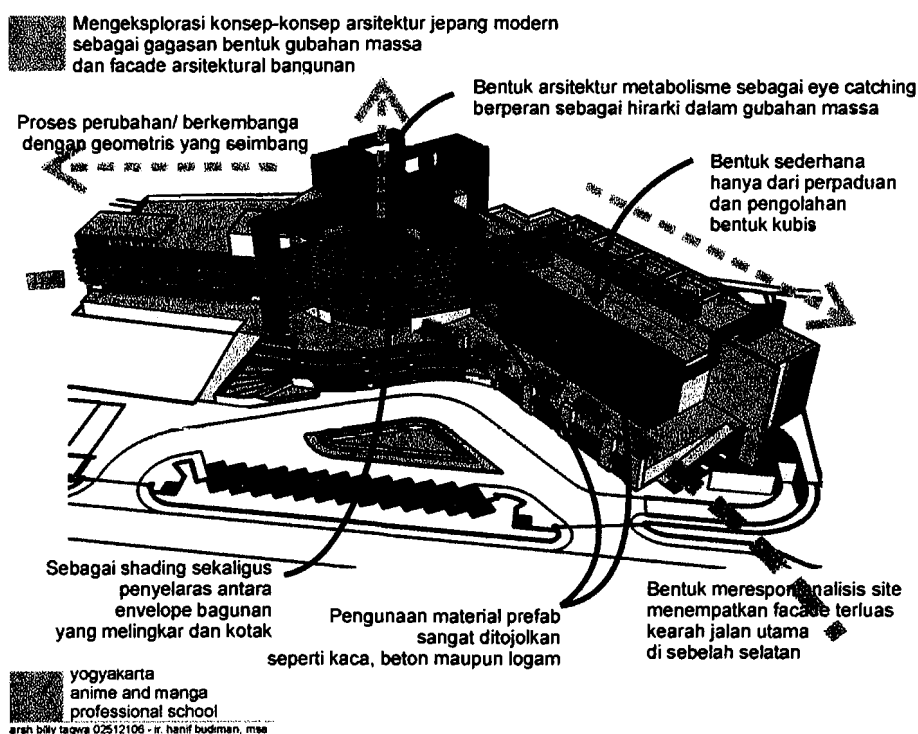 Mengeksplorasi konsep-konsep arsitektur jepang modern
sebagai gagasan bentuk gubahan massa
dan facade arsitektural bangunan
Bentuk arsitektur metabolisme sebagai eye catching
berperan sebagai hirarki dalam gubahan massa
Proses perubahan/ berkembanga
dengan geometris yang seimbang
Bentuk sederhana
hanya dari perpaduan
dan pengolahan
bentuk kubis
Sebagai shading sekaligus
penyelaras antara
envelope bagunan
yang melingkar dan kotak
Pengunaan material prefab
sangat ditojolkan
seperti kaca, beton maupun logam
Bentuk merespon analisis site
menempatkan facade terluas
kearah jalan utama
di sebelah selatan
yogyakarta
anime and manga
professional school
arsh billy taqwa 02512106 - ir. hanif budiman, msa